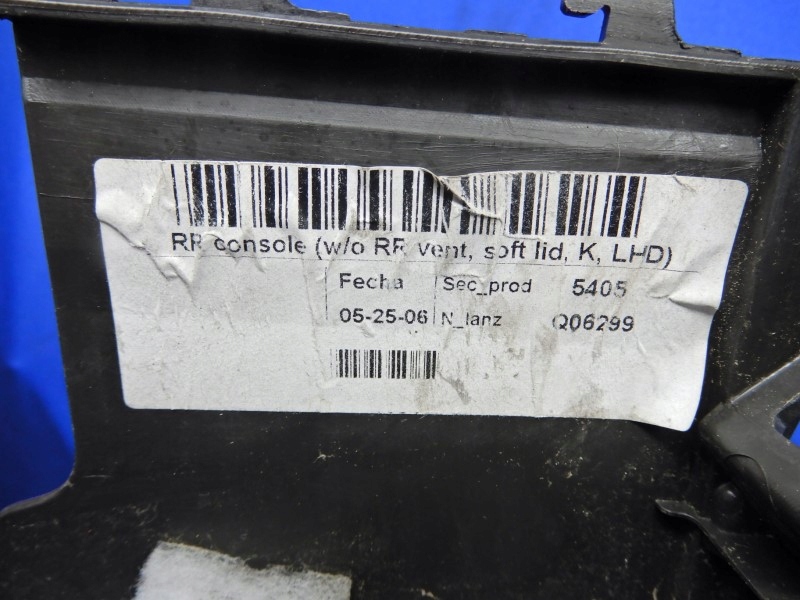 RR console (w/o RR vent, soft lid, K, LHD)
Fecha Sec_prod 5405
05-25-06 N_lanz Q06299